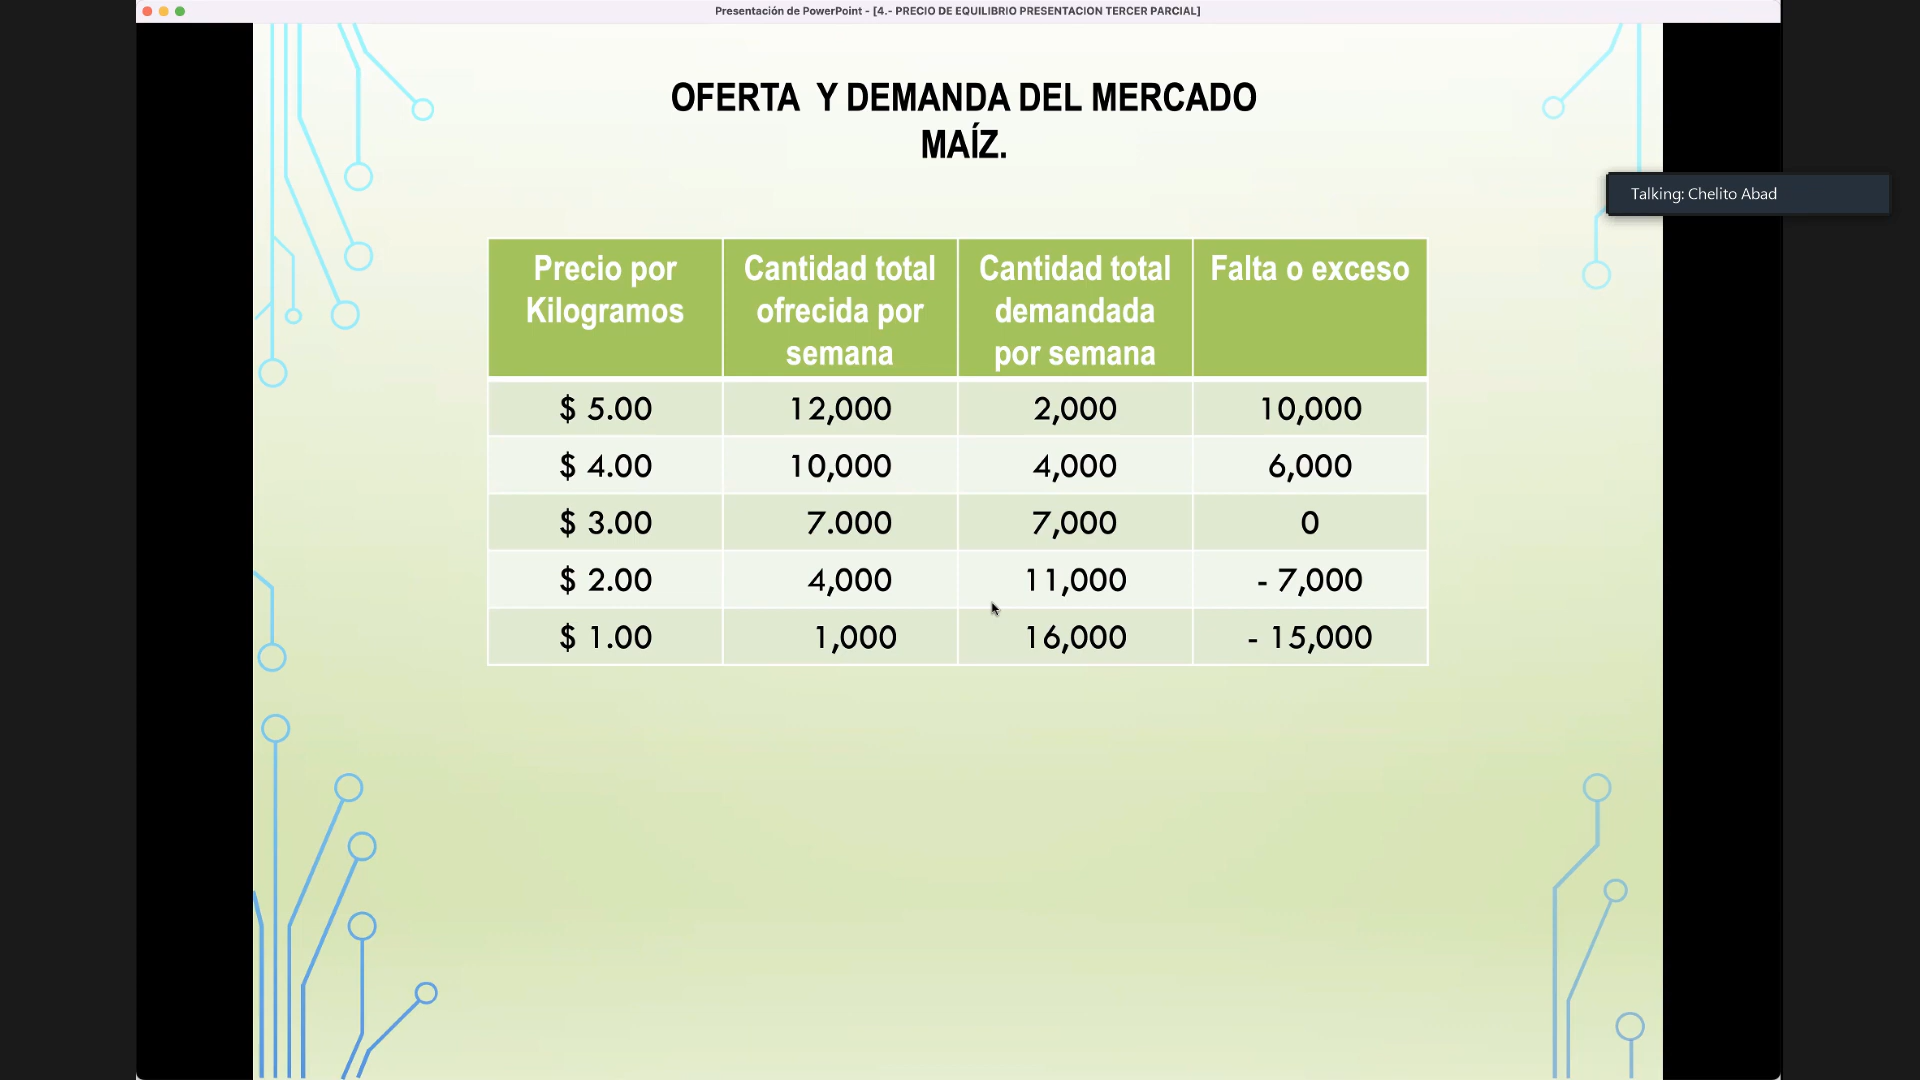 Presentación de PowerPoint - [4.- PRECIO DE EQUILIBRIO PRESENTACION TERCER PARCIAL]
OFERTA Y DEMANDA DEL MERCADO
MAÍZ.
Talking: Chelito Abad
Precio por Kilogramos Cantidad total ofrecida por semana Cantidad total demandada por semana Falta o exceso
$ 5.00 12,000 2,000 10,000
$ 4.00 10,000 4,000 6,000
$ 3.00 7.000 7,000 0
$ 2.00 4,000 11,000 - 7,000
$ 1.00 1,000 16,000 - 15,000